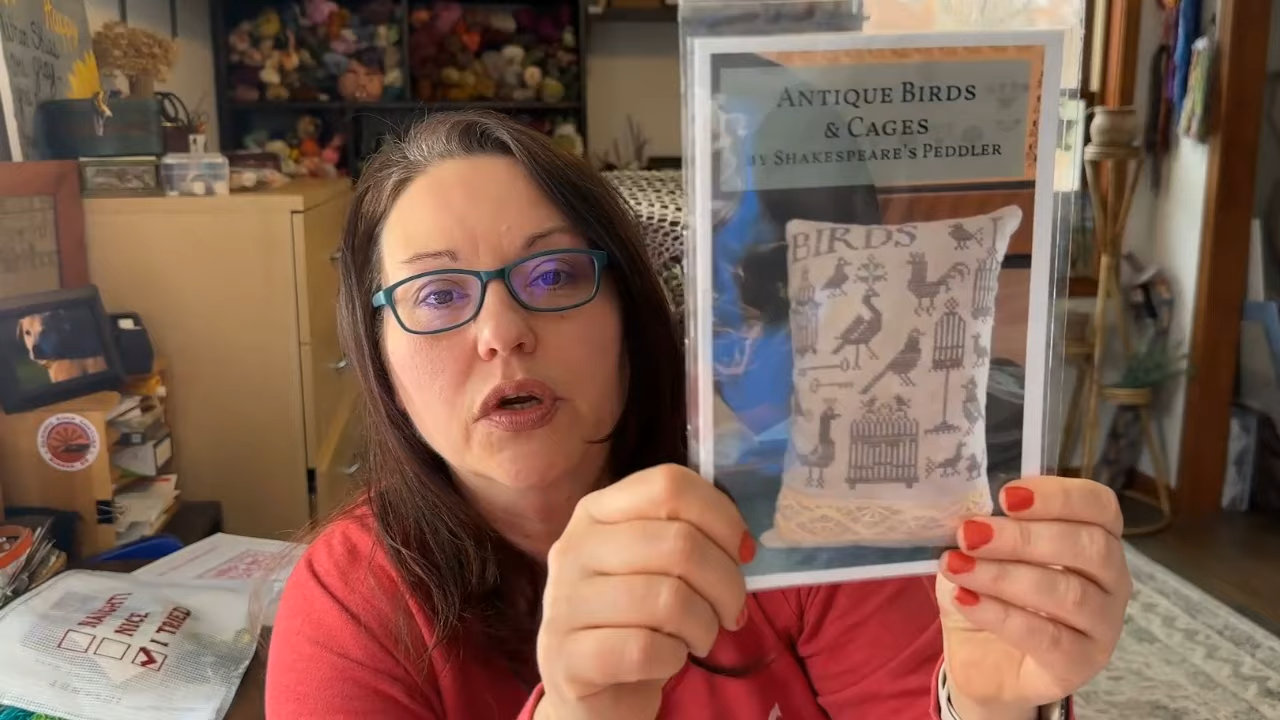 ANTIQUE BIRDS
& CAGES
BY SHAKESPEARE'S PEDDLER
BIRDS
NAUGHTY
NICE
I TRIED